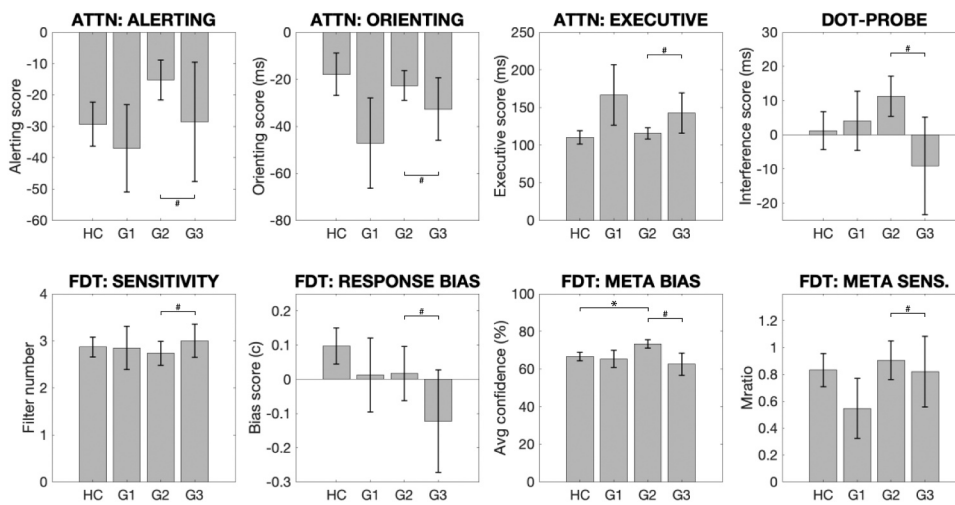 ATTN: ALERTING
Alerting score
0
-10
-20
-30
-40
-50
-60
#
HC G1 G2 G3
ATTN: ORIENTING
Orienting score (ms)
0
-20
-40
-60
-80
#
HC G1 G2 G3
ATTN: EXECUTIVE
Executive score (ms)
250
200
150
100
50
0
#
HC G1 G2 G3
DOT-PROBE
Interference score (ms)
30
20
10
0
-10
-20
#
HC G1 G2 G3
FDT: SENSITIVITY
Filter number
4
3
2
1
0
#
HC G1 G2 G3
FDT: RESPONSE BIAS
Bias score (c)
0.2
0.1
0
-0.1
-0.2
-0.3
#
HC G1 G2 G3
FDT: META BIAS
Avg confidence (%)
100
80
60
40
20
0
*
#
HC G1 G2 G3
FDT: META SENS.
Mratio
1.2
1
0.8
0.6
0.4
0.2
0
#
HC G1 G2 G3